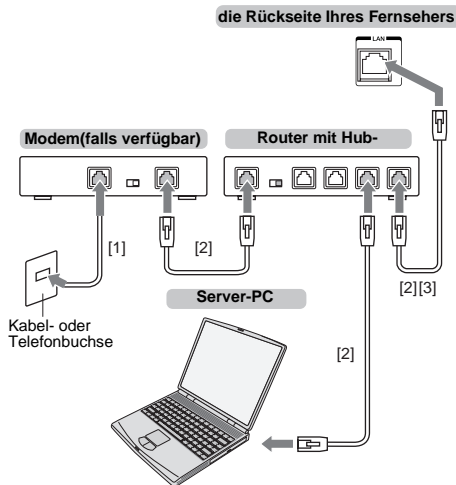 die Rückseite Ihres Fernsehers
LAN
Modem(falls verfügbar)
Router mit Hub-
[1]
[2]
[2][3]
Kabel- oder
Telefonbuchse
Server-PC
[2]